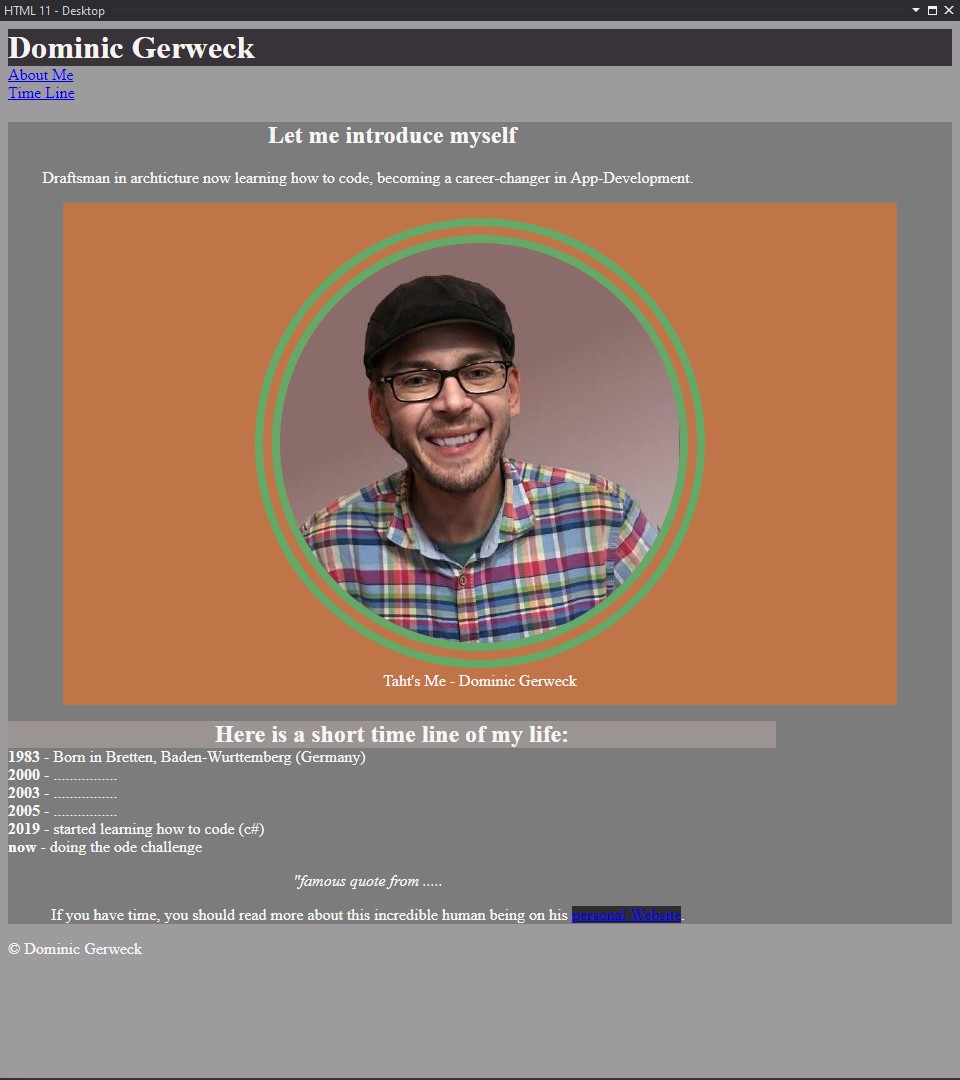 HTML 11 - Desktop
Dominic Gerweck
About Me
Time Line
Let me introduce myself
Draftsman in archticture now learning how to code, becoming a career-changer in App-Development.
Taht's Me - Dominic Gerweck
Here is a short time line of my life:
1983 - Born in Bretten, Baden-Wurttemberg (Germany)
2000 - ................
2003 - ................
2005 - ................
2019 - started learning how to code (c#)
now - doing the ode challenge
"famous quote from .....
If you have time, you should read more about this incredible human being on his personal Website.
© Dominic Gerweck